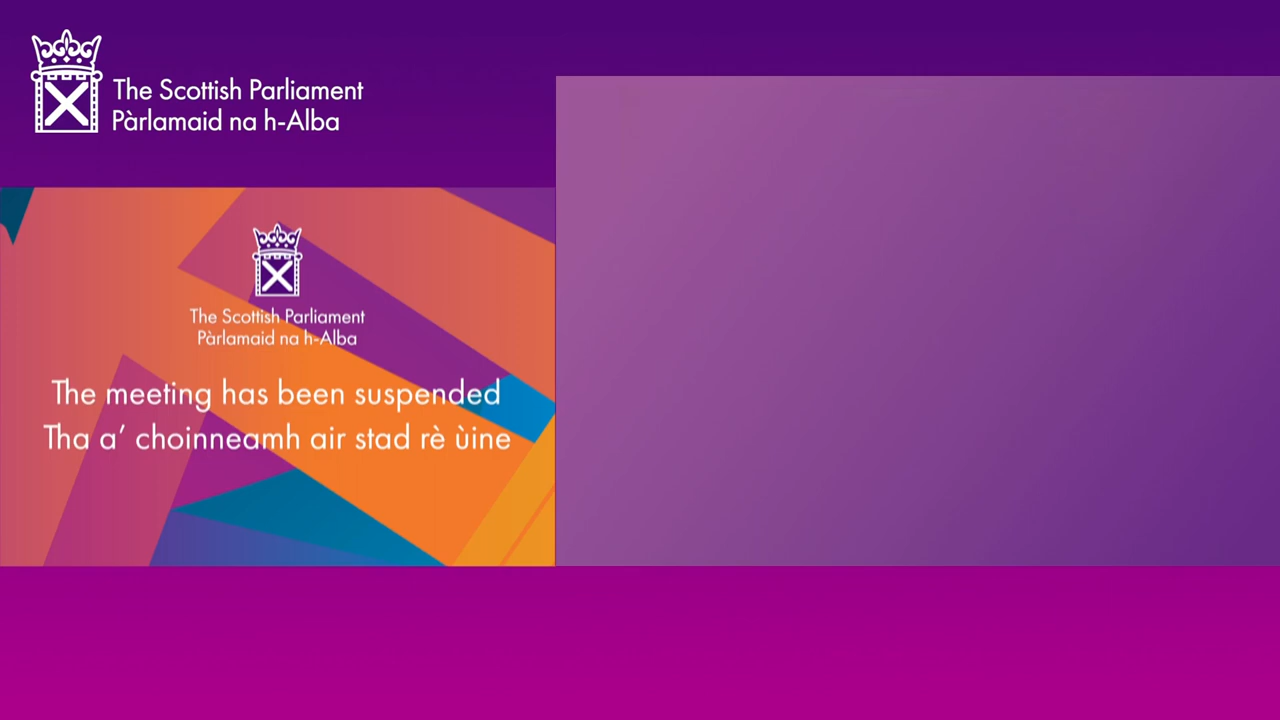 The Scottish Parliament
Pàrlamaid na h-Alba
The Scottish Parliament
Pàrlamaid na h-Alba
The meeting has been suspended
Tha a’ choinneamh air stad rè ùine